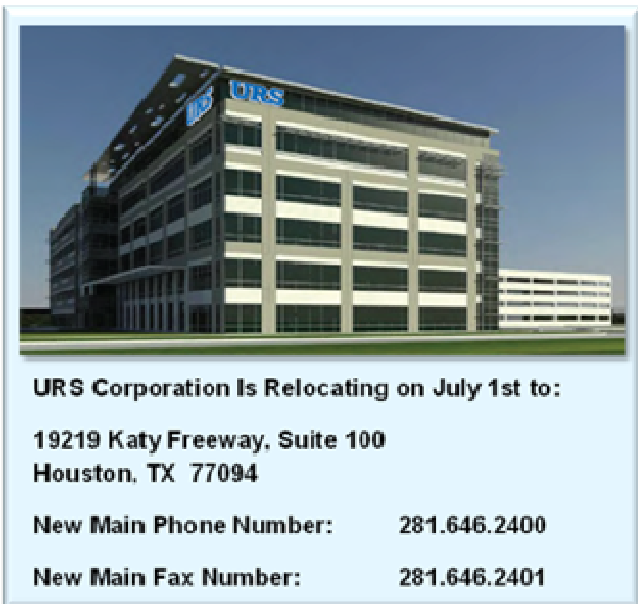 URS
URS
URS Corporation Is Relocating on July 1st to:
19219 Katy Freeway, Suite 100
Houston, TX 77094
New Main Phone Number: 281.646.2400
New Main Fax Number: 281.646.2401